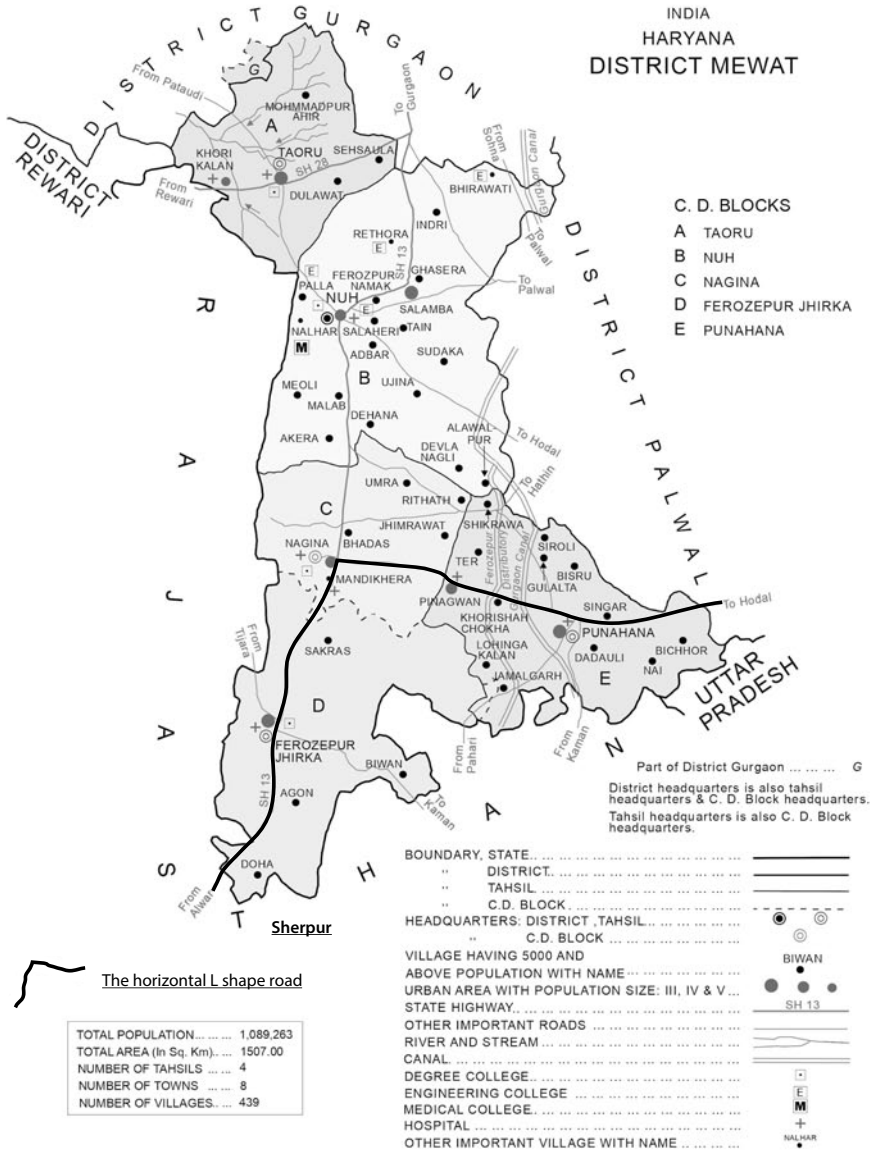 INDIA
HARYANA
DISTRICT MEWAT
DISTRICT GURGAON
DISTRICT REWARI
DISTRICT PALWAL
UTTAR PRADESH
RAJASTHAN
C. D. BLOCKS
A TAORU
B NUH
C NAGINA
D FEROZEPUR JHIRKA
E PUNAHANA
From Pataudi
G
To Gurgaon
From Sohna
Gurgaon Canal
To Palwal
MOHMMADPUR AHIR
A
KHORI KALAN
TAORU
SEHSAULA
SH 28
DULAWAT
From Rewari
BHIRAWATI
E
INDRI
RETHORA
E
SH 13
GHASERA
To Palwal
E
PALLA
FEROZPUR NAMAK
NUH
SALAMBA
E
NALHAR
SALAHERI
TAIN
M
ADBAR
SUDAKA
B
MEOLI
MALAB
UJINA
DEHANA
ALAWAL-PUR
To Hodal
AKERA
DEVLA NAGLI
To Hathin
UMRA
RITHATH
C
SHIKRAWA
JHIMRAWAT
NAGINA
BHADAS
TER
Ferozepur Distributory
Gurgaon Canal
SIROLI
BISRU
GULALTA
MANDIKHERA
PINAGWAN
SINGAR
To Hodal
KHORISHAH CHOKHA
PUNAHANA
From Tijara
SAKRAS
LOHINGA KALAN
DADAULI
BICHHOR
NAI
E
JAMALGARH
D
From Pahari
From Kaman
FEROZEPUR JHIRKA
BIWAN
To Kaman
SH 13
AGON
DOHA
From Alwar
Sherpur
The horizontal L shape road
Part of District Gurgaon ... ... ... G
District headquarters is also tahsil
headquarters & C. D. Block headquarters.
Tahsil headquarters is also C. D. Block
headquarters.
BOUNDARY, STATE
" DISTRICT
" TAHSIL
" C.D. BLOCK
HEADQUARTERS: DISTRICT ,TAHSIL
" C.D. BLOCK
VILLAGE HAVING 5000 AND
ABOVE POPULATION WITH NAME
BIWAN
URBAN AREA WITH POPULATION SIZE: III, IV & V
STATE HIGHWAY
SH 13
OTHER IMPORTANT ROADS
RIVER AND STREAM
CANAL
DEGREE COLLEGE
ENGINEERING COLLEGE
E
MEDICAL COLLEGE
M
HOSPITAL
OTHER IMPORTANT VILLAGE WITH NAME
NALHAR
TOTAL POPULATION... ... ... 1,089,263
TOTAL AREA (In Sq. Km).. ... 1507.00
NUMBER OF TAHSILS ... ... 4
NUMBER OF TOWNS ... ... 8
NUMBER OF VILLAGES.. ... 439